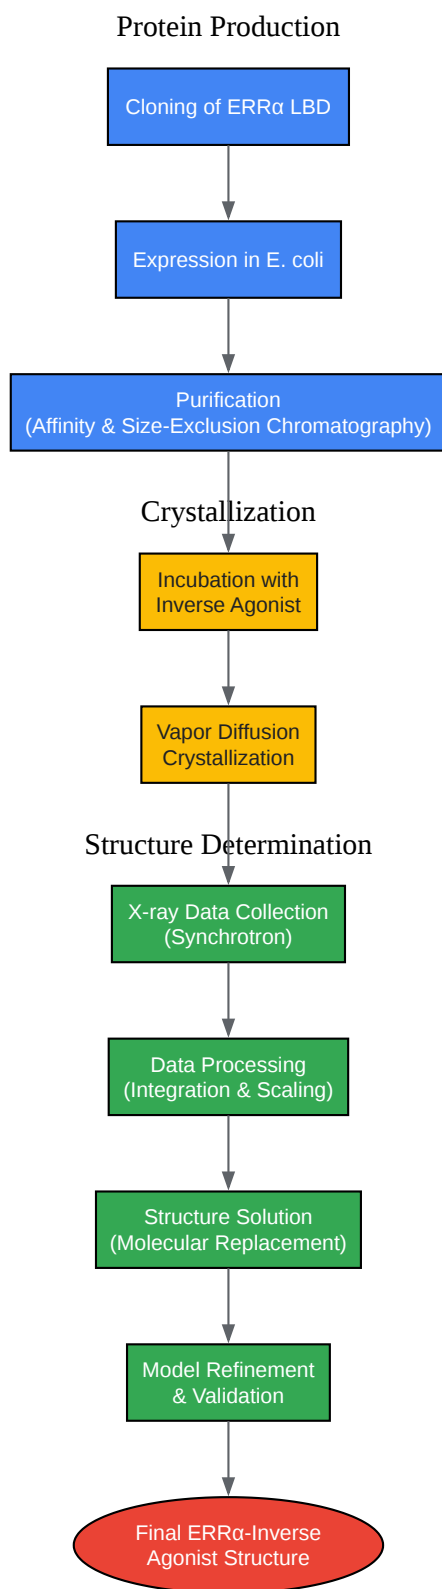 Protein Production
Cloning of ERRα LBD
Expression in E. coli
Purification
(Affinity & Size-Exclusion Chromatography)
Crystallization
Incubation with
Inverse Agonist
Vapor Diffusion
Crystallization
Structure Determination
X-ray Data Collection
(Synchrotron)
Data Processing
(Integration & Scaling)
Structure Solution
(Molecular Replacement)
Model Refinement
& Validation
Final ERRα-Inverse
Agonist Structure